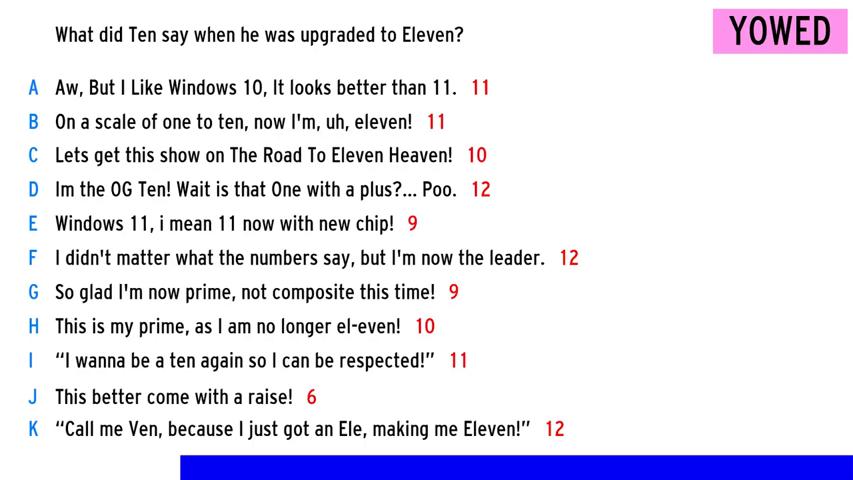 What did Ten say when he was upgraded to Eleven?
YOWED
A Aw, But I Like Windows 10, It looks better than 11. 11
B On a scale of one to ten, now I'm, uh, eleven! 11
C Lets get this show on The Road To Eleven Heaven! 10
D Im the OG Ten! Wait is that One with a plus?... Poo. 12
E Windows 11, i mean 11 now with new chip! 9
F I didn't matter what the numbers say, but I'm now the leader. 12
G So glad I'm now prime, not composite this time! 9
H This is my prime, as I am no longer el-even! 10
I “I wanna be a ten again so I can be respected!” 11
J This better come with a raise! 6
K “Call me Ven, because I just got an Ele, making me Eleven!” 12